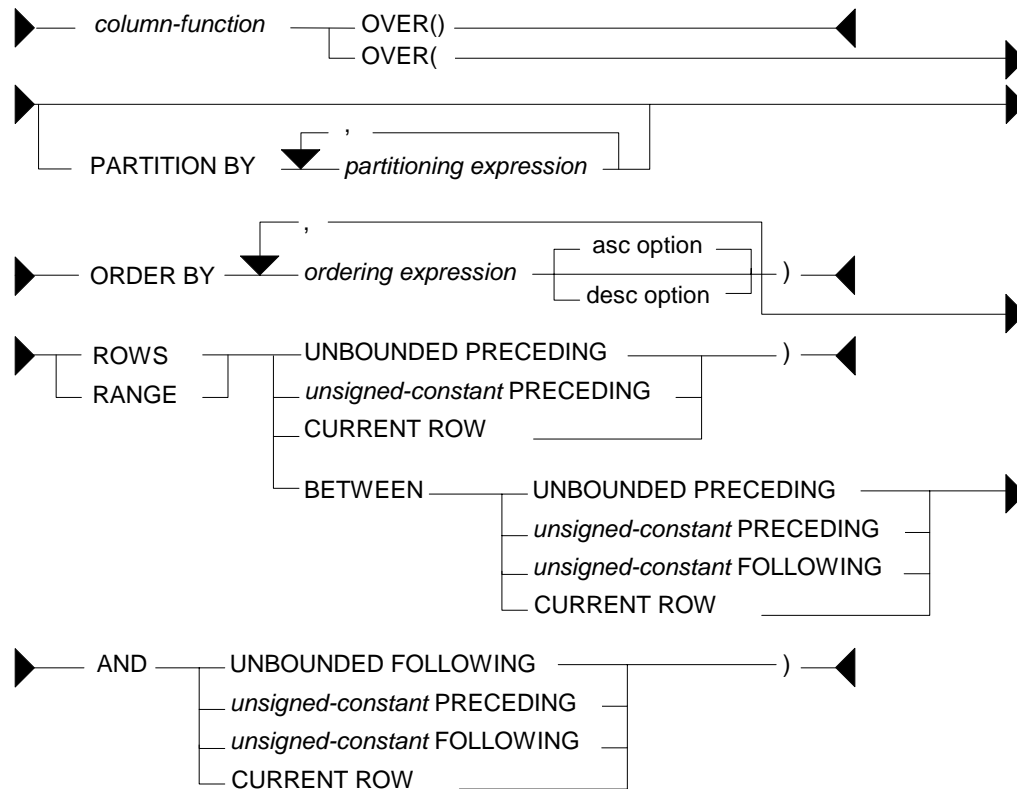 column-function OVER()
OVER(
,
PARTITION BY partitioning expression
,
asc option
ORDER BY ordering expression )
desc option
ROWS UNBOUNDED PRECEDING )
RANGE unsigned-constant PRECEDING
CURRENT ROW
BETWEEN UNBOUNDED PRECEDING
unsigned-constant PRECEDING
unsigned-constant FOLLOWING
CURRENT ROW
AND UNBOUNDED FOLLOWING )
unsigned-constant PRECEDING
unsigned-constant FOLLOWING
CURRENT ROW